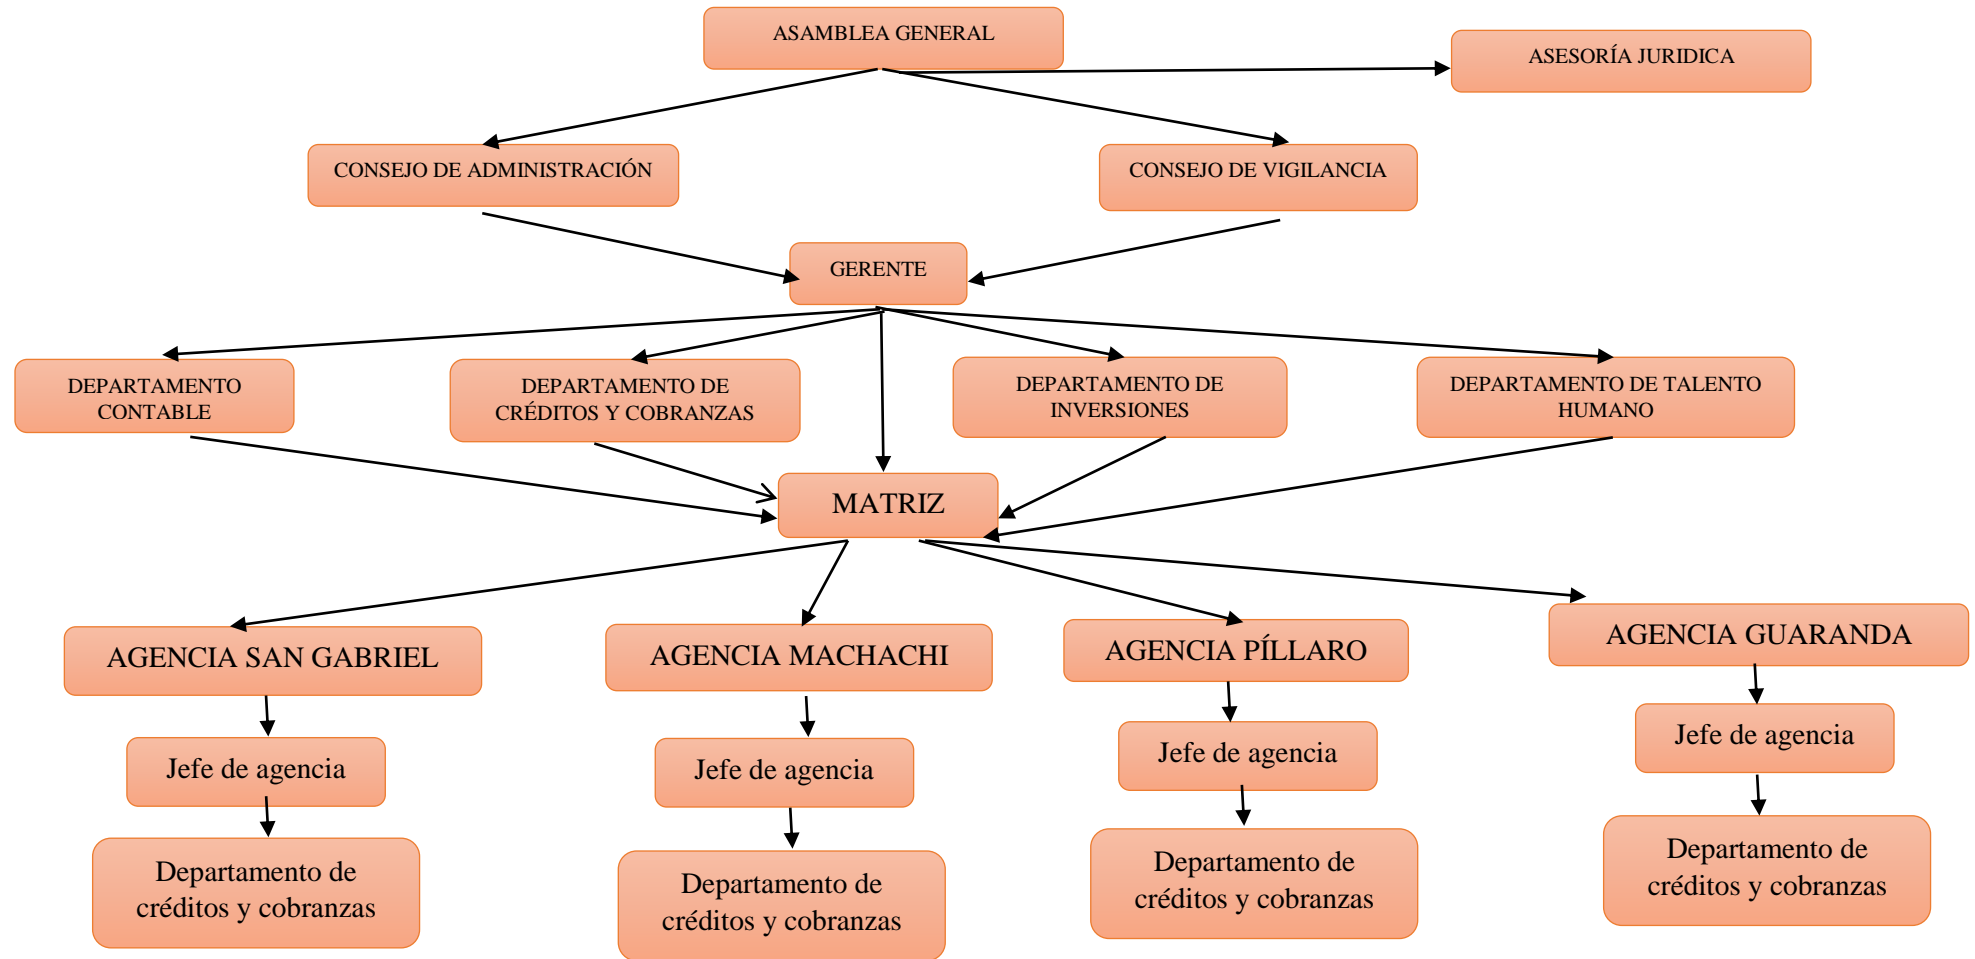 ASAMBLEA GENERAL
ASESORÍA JURIDICA
CONSEJO DE ADMINISTRACIÓN
CONSEJO DE VIGILANCIA
GERENTE
DEPARTAMENTO
CONTABLE
DEPARTAMENTO DE
CRÉDITOS Y COBRANZAS
DEPARTAMENTO DE
INVERSIONES
DEPARTAMENTO DE TALENTO
HUMANO
MATRIZ
AGENCIA SAN GABRIEL
AGENCIA MACHACHI
AGENCIA PÍLLARO
AGENCIA GUARANDA
Jefe de agencia
Jefe de agencia
Jefe de agencia
Jefe de agencia
Departamento de
créditos y cobranzas
Departamento de
créditos y cobranzas
Departamento de
créditos y cobranzas
Departamento de
créditos y cobranzas